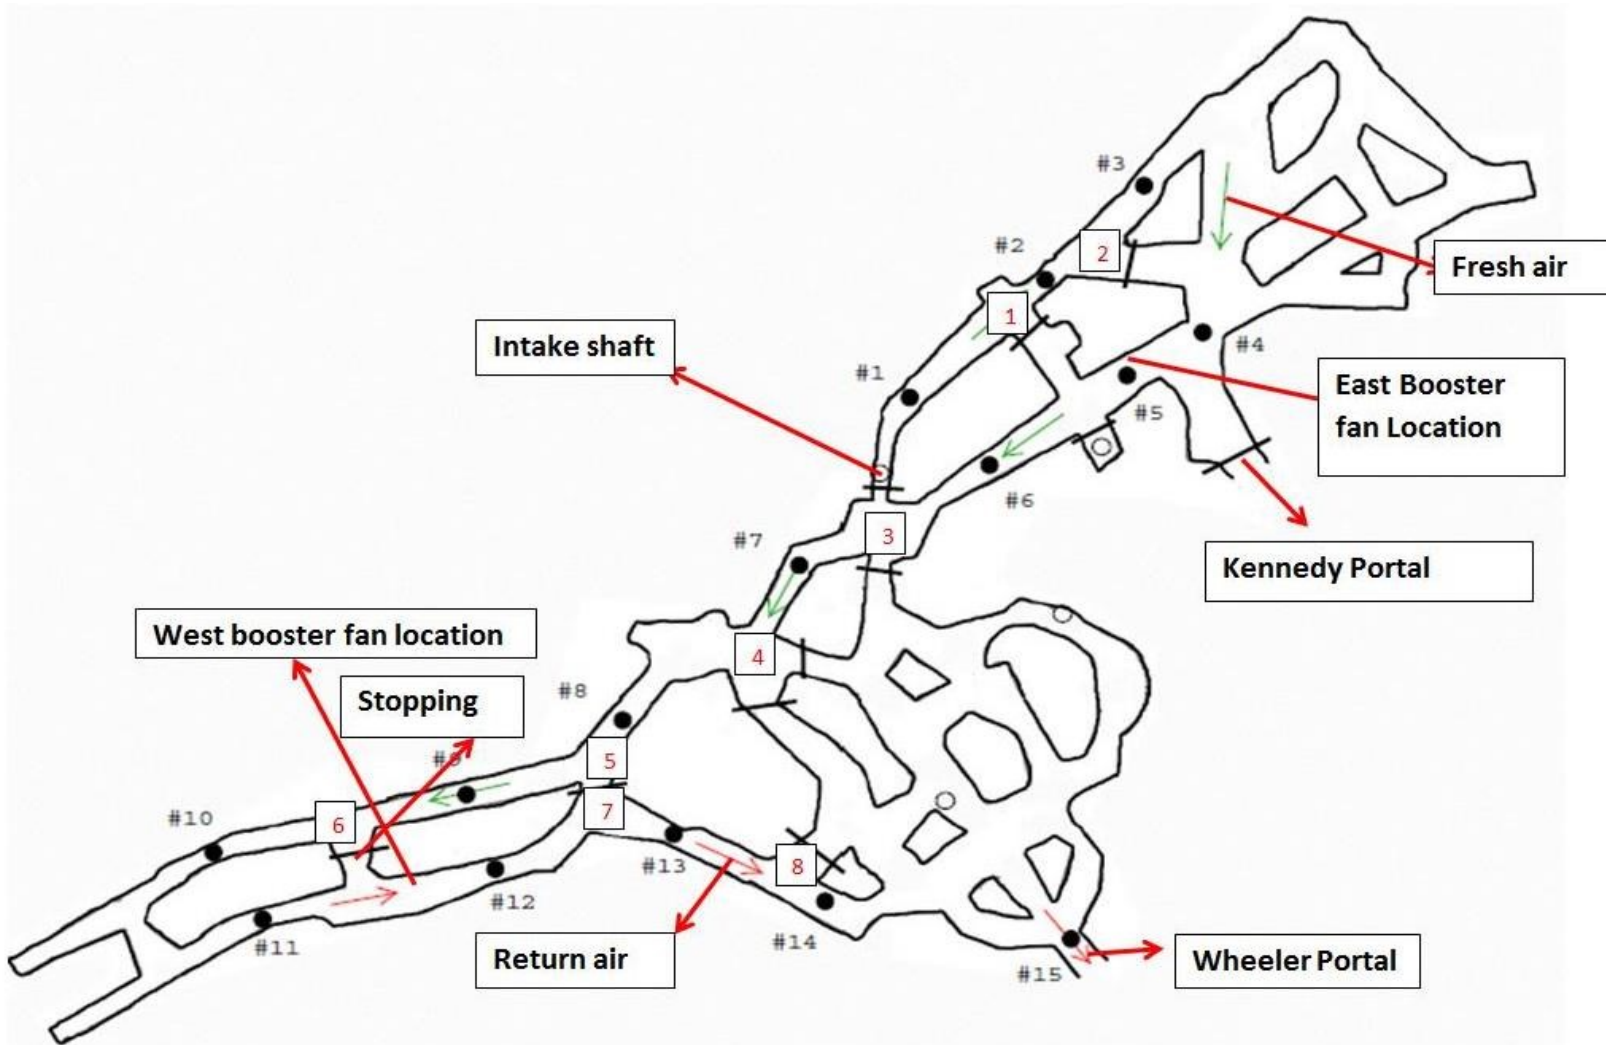 #3
2
Fresh air
#2
1
Intake shaft
#4
#1
East Booster
fan Location
#5
#6
3
#7
Kennedy Portal
West booster fan location
4
Stopping
#8
5
#9
7
6
#10
#13
8
#12
#14
#11
Return air
Wheeler Portal
#15